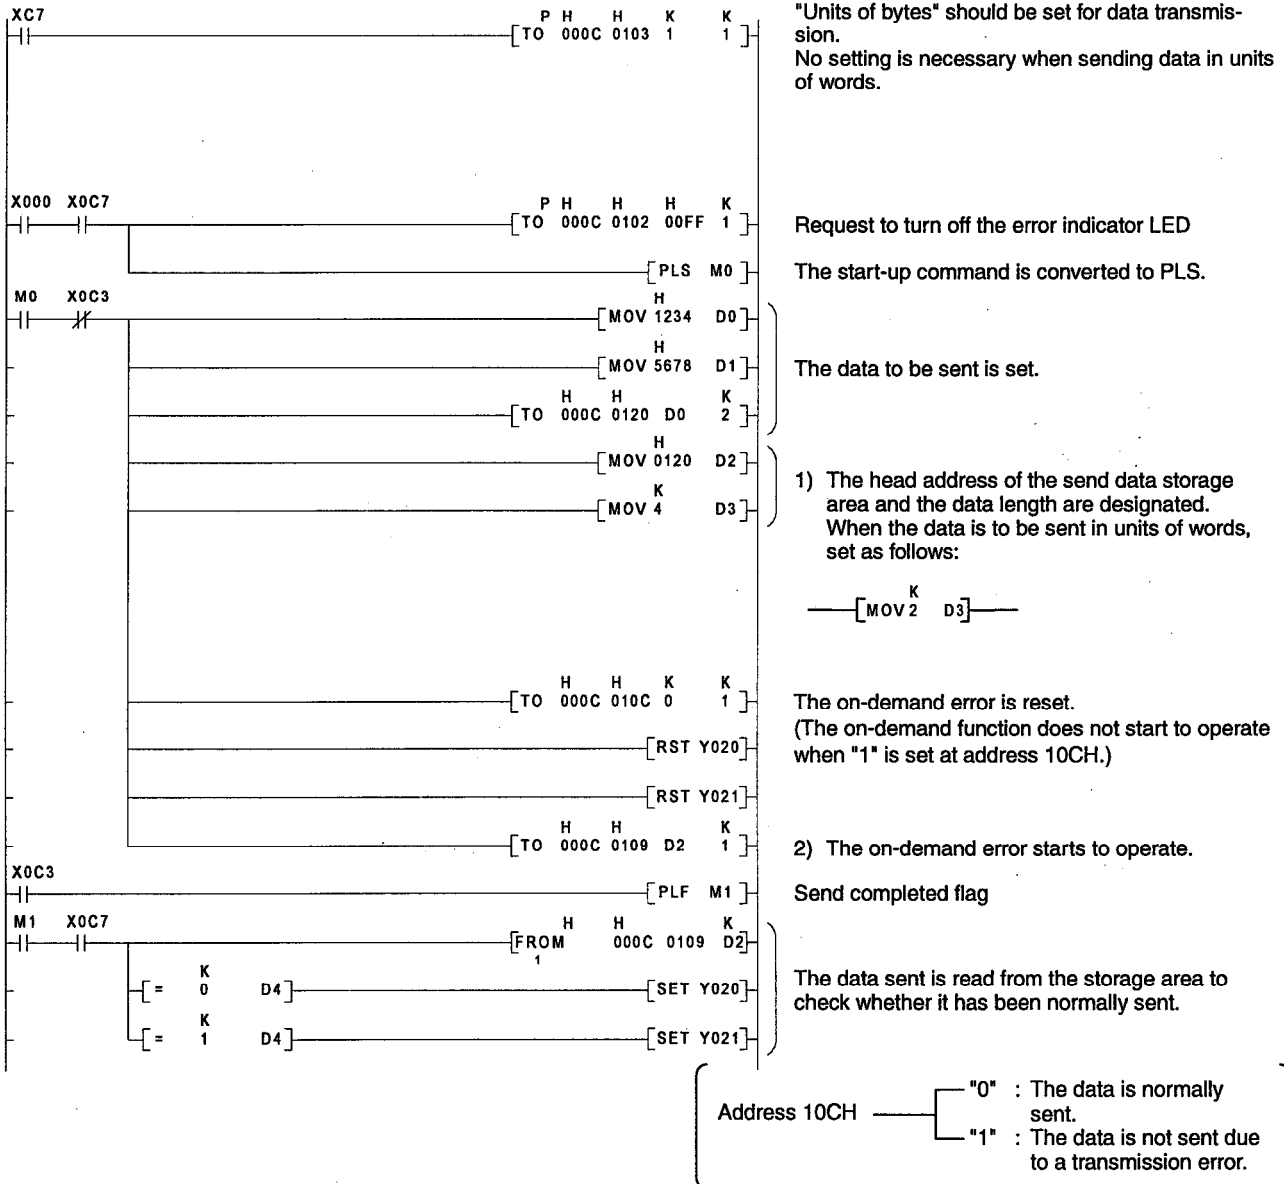 XC7
P H H K K
TO 000C 0103 1 1
"Units of bytes" should be set for data transmis-
sion.
No setting is necessary when sending data in units
of words.
X000 X0C7
P H H H K
TO 000C 0102 00FF 1
Request to turn off the error indicator LED
PLS M0
The start-up command is converted to PLS.
M0 X0C3
H
MOV 1234 D0
H
MOV 5678 D1
The data to be sent is set.
H H K
TO 000C 0120 D0 2
H
MOV 0120 D2
K
MOV 4 D3
1) The head address of the send data storage
area and the data length are designated.
When the data is to be sent in units of words,
set as follows:
K
MOV 2 D3
H H K K
TO 000C 010C 0 1
The on-demand error is reset.
(The on-demand function does not start to operate
when "1" is set at address 10CH.)
RST Y020
RST Y021
H H K
TO 000C 0109 D2 1
2) The on-demand error starts to operate.
X0C3
PLF M1
Send completed flag
M1 X0C7
H H K
FROM 000C 0109 D2
1
K
= 0 D4
SET Y020
The data sent is read from the storage area to
check whether it has been normally sent.
K
= 1 D4
SET Y021
Address 10CH
"0" : The data is normally
sent.
"1" : The data is not sent due
to a transmission error.